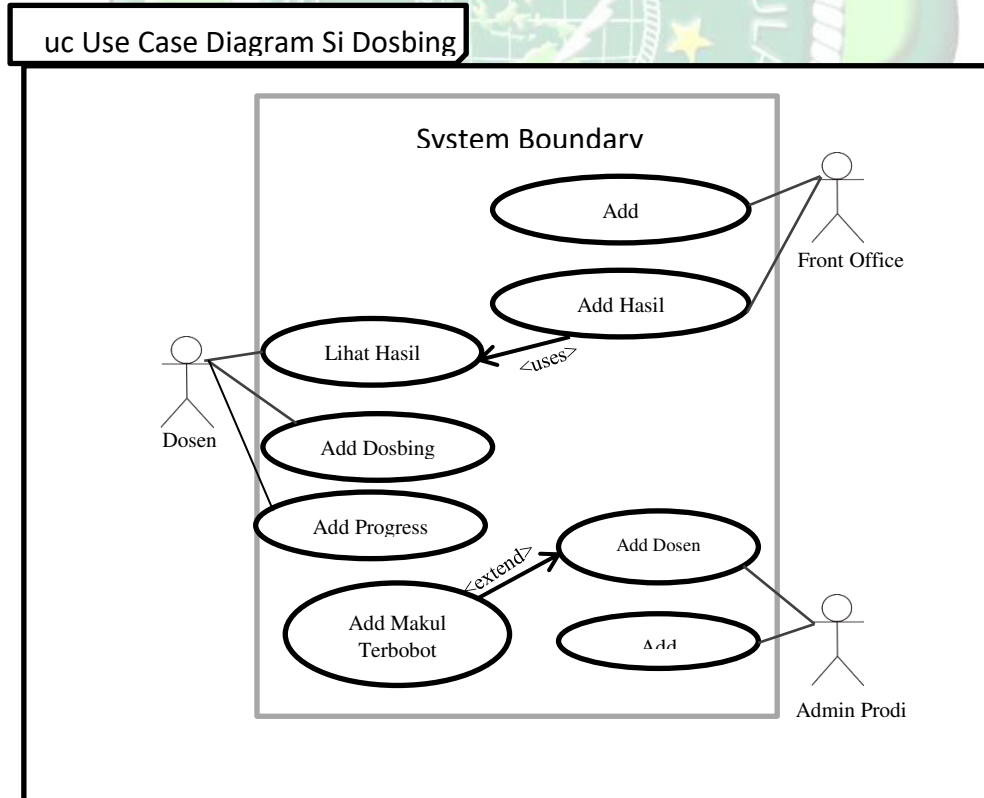 uc Use Case Diagram Si Dosbing
System Boundary
Add
Front Office
Add Hasil
Lihat Hasil
<uses>
Dosen
Add Dosbing
Add Progress
Add Dosen
<extend>
Add Makul
Terbobot
Add
Admin Prodi